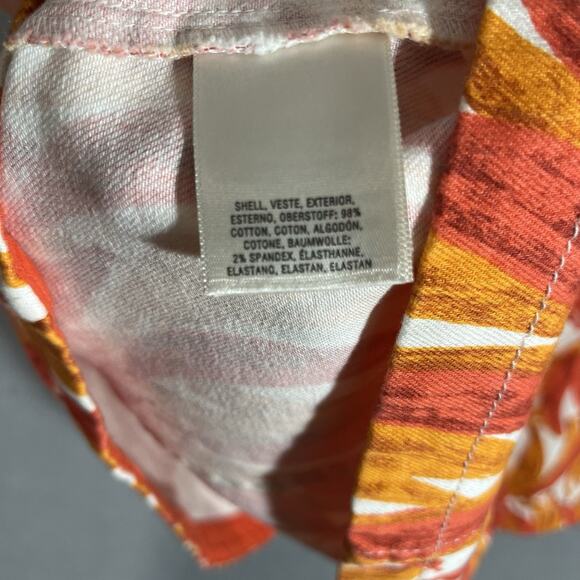 SHELL, VESTE, EXTERIOR,
ESTERNO, OBERSTOFF: 98%
COTTON, COTON, ALGODÓN,
COTONE, BAUMWOLLE;
2% SPANDEX, ÉLASTHANNE,
ELASTANO, ELASTAN, ELASTAN